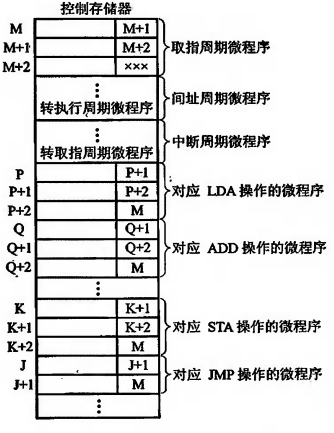 控制存储器
M M+1
M+1 M+2 取指周期微程序
M+2 ×××
⋮ 间址周期微程序
转执行周期微程序
⋮ 中断周期微程序
转取指周期微程序
P P+1
P+1 P+2 对应 LDA 操作的微程序
P+2 M
Q Q+1
Q+1 Q+2 对应 ADD 操作的微程序
Q+2 M
⋮
K K+1
K+1 K+2 对应 STA 操作的微程序
K+2 M
J J+1 对应 JMP 操作的微程序
J+1 M
⋮